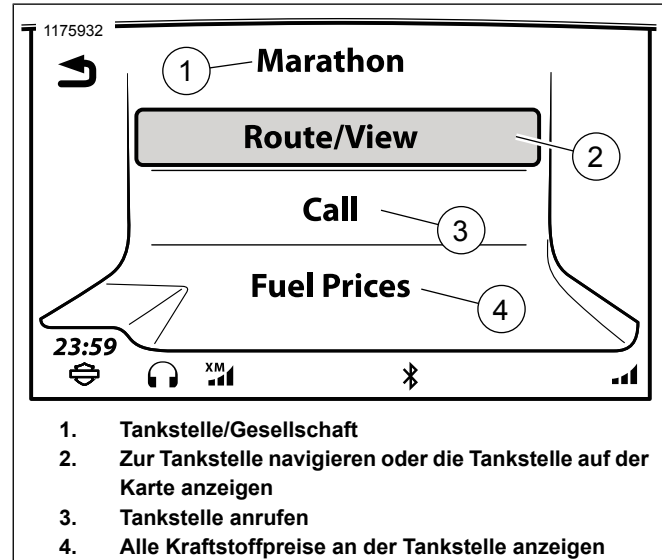 1175932
1
Marathon
Route/View
2
Call
3
Fuel Prices
4
23:59
XM
1. Tankstelle/Gesellschaft
2. Zur Tankstelle navigieren oder die Tankstelle auf der
Karte anzeigen
3. Tankstelle anrufen
4. Alle Kraftstoffpreise an der Tankstelle anzeigen